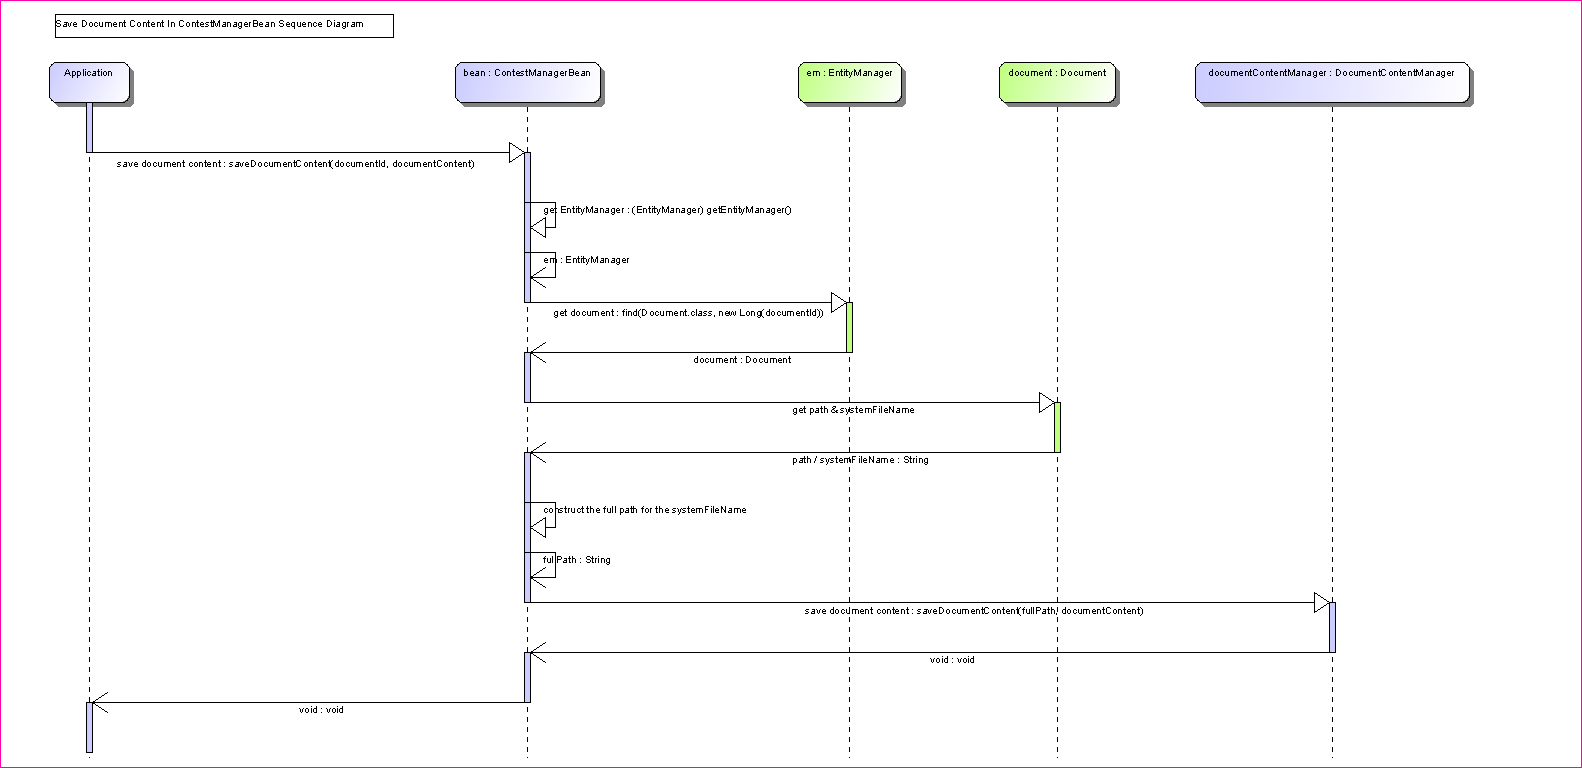 Save Document Content In ContestManagerBean Sequence Diagram
Application
bean : ContestManagerBean
em : EntityManager
document : Document
documentContentManager : DocumentContentManager
save document content : saveDocumentContent(documentId, documentContent)
get EntityManager : (EntityManager) getEntityManager()
em : EntityManager
get document : find(Document.class, new Long(documentId))
document : Document
get path & systemFileName
path / systemFileName : String
construct the full path for the systemFileName
fullPath : String
save document content : saveDocumentContent(fullPath, documentContent)
void : void
void : void